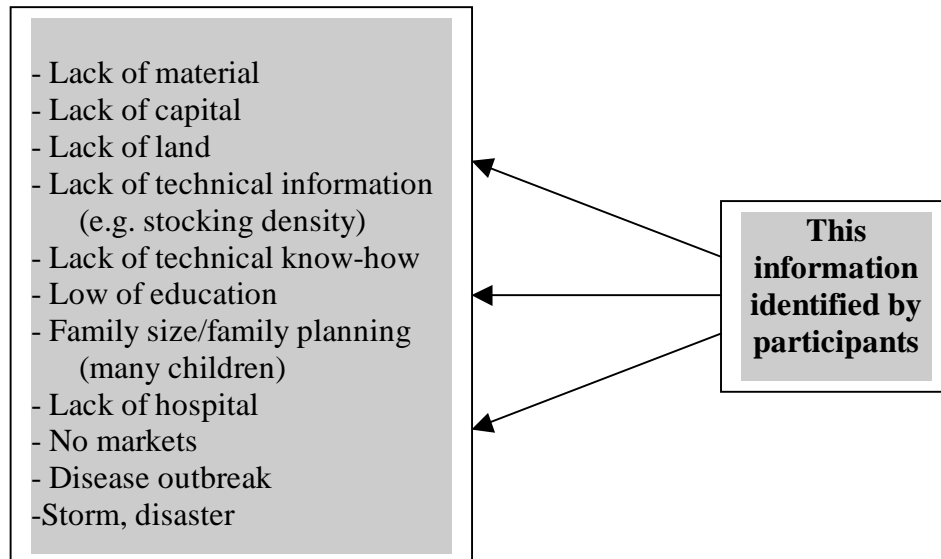 - Lack of material
- Lack of capital
- Lack of land
- Lack of technical information
(e.g. stocking density)
- Lack of technical know-how
- Low of education
- Family size/family planning
(many children)
- Lack of hospital
- No markets
- Disease outbreak
-Storm, disaster
This
information
identified by
participants